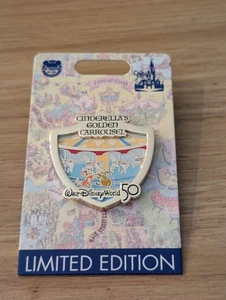 CINDERELLA'S
GOLDEN
CARROUSEL
Walt Disney World 50
LIMITED EDITION